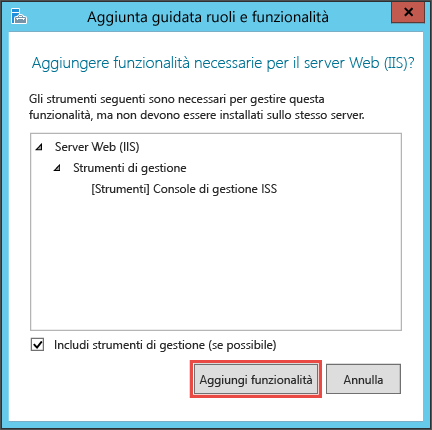 Aggiunta guidata ruoli e funzionalità
Aggiungere funzionalità necessarie per il server Web (IIS)?
Gli strumenti seguenti sono necessari per gestire questa
funzionalità, ma non devono essere installati sullo stesso server.
Server Web (IIS)
Strumenti di gestione
[Strumenti] Console di gestione ISS
Includi strumenti di gestione (se possibile)
Aggiungi funzionalità
Annulla